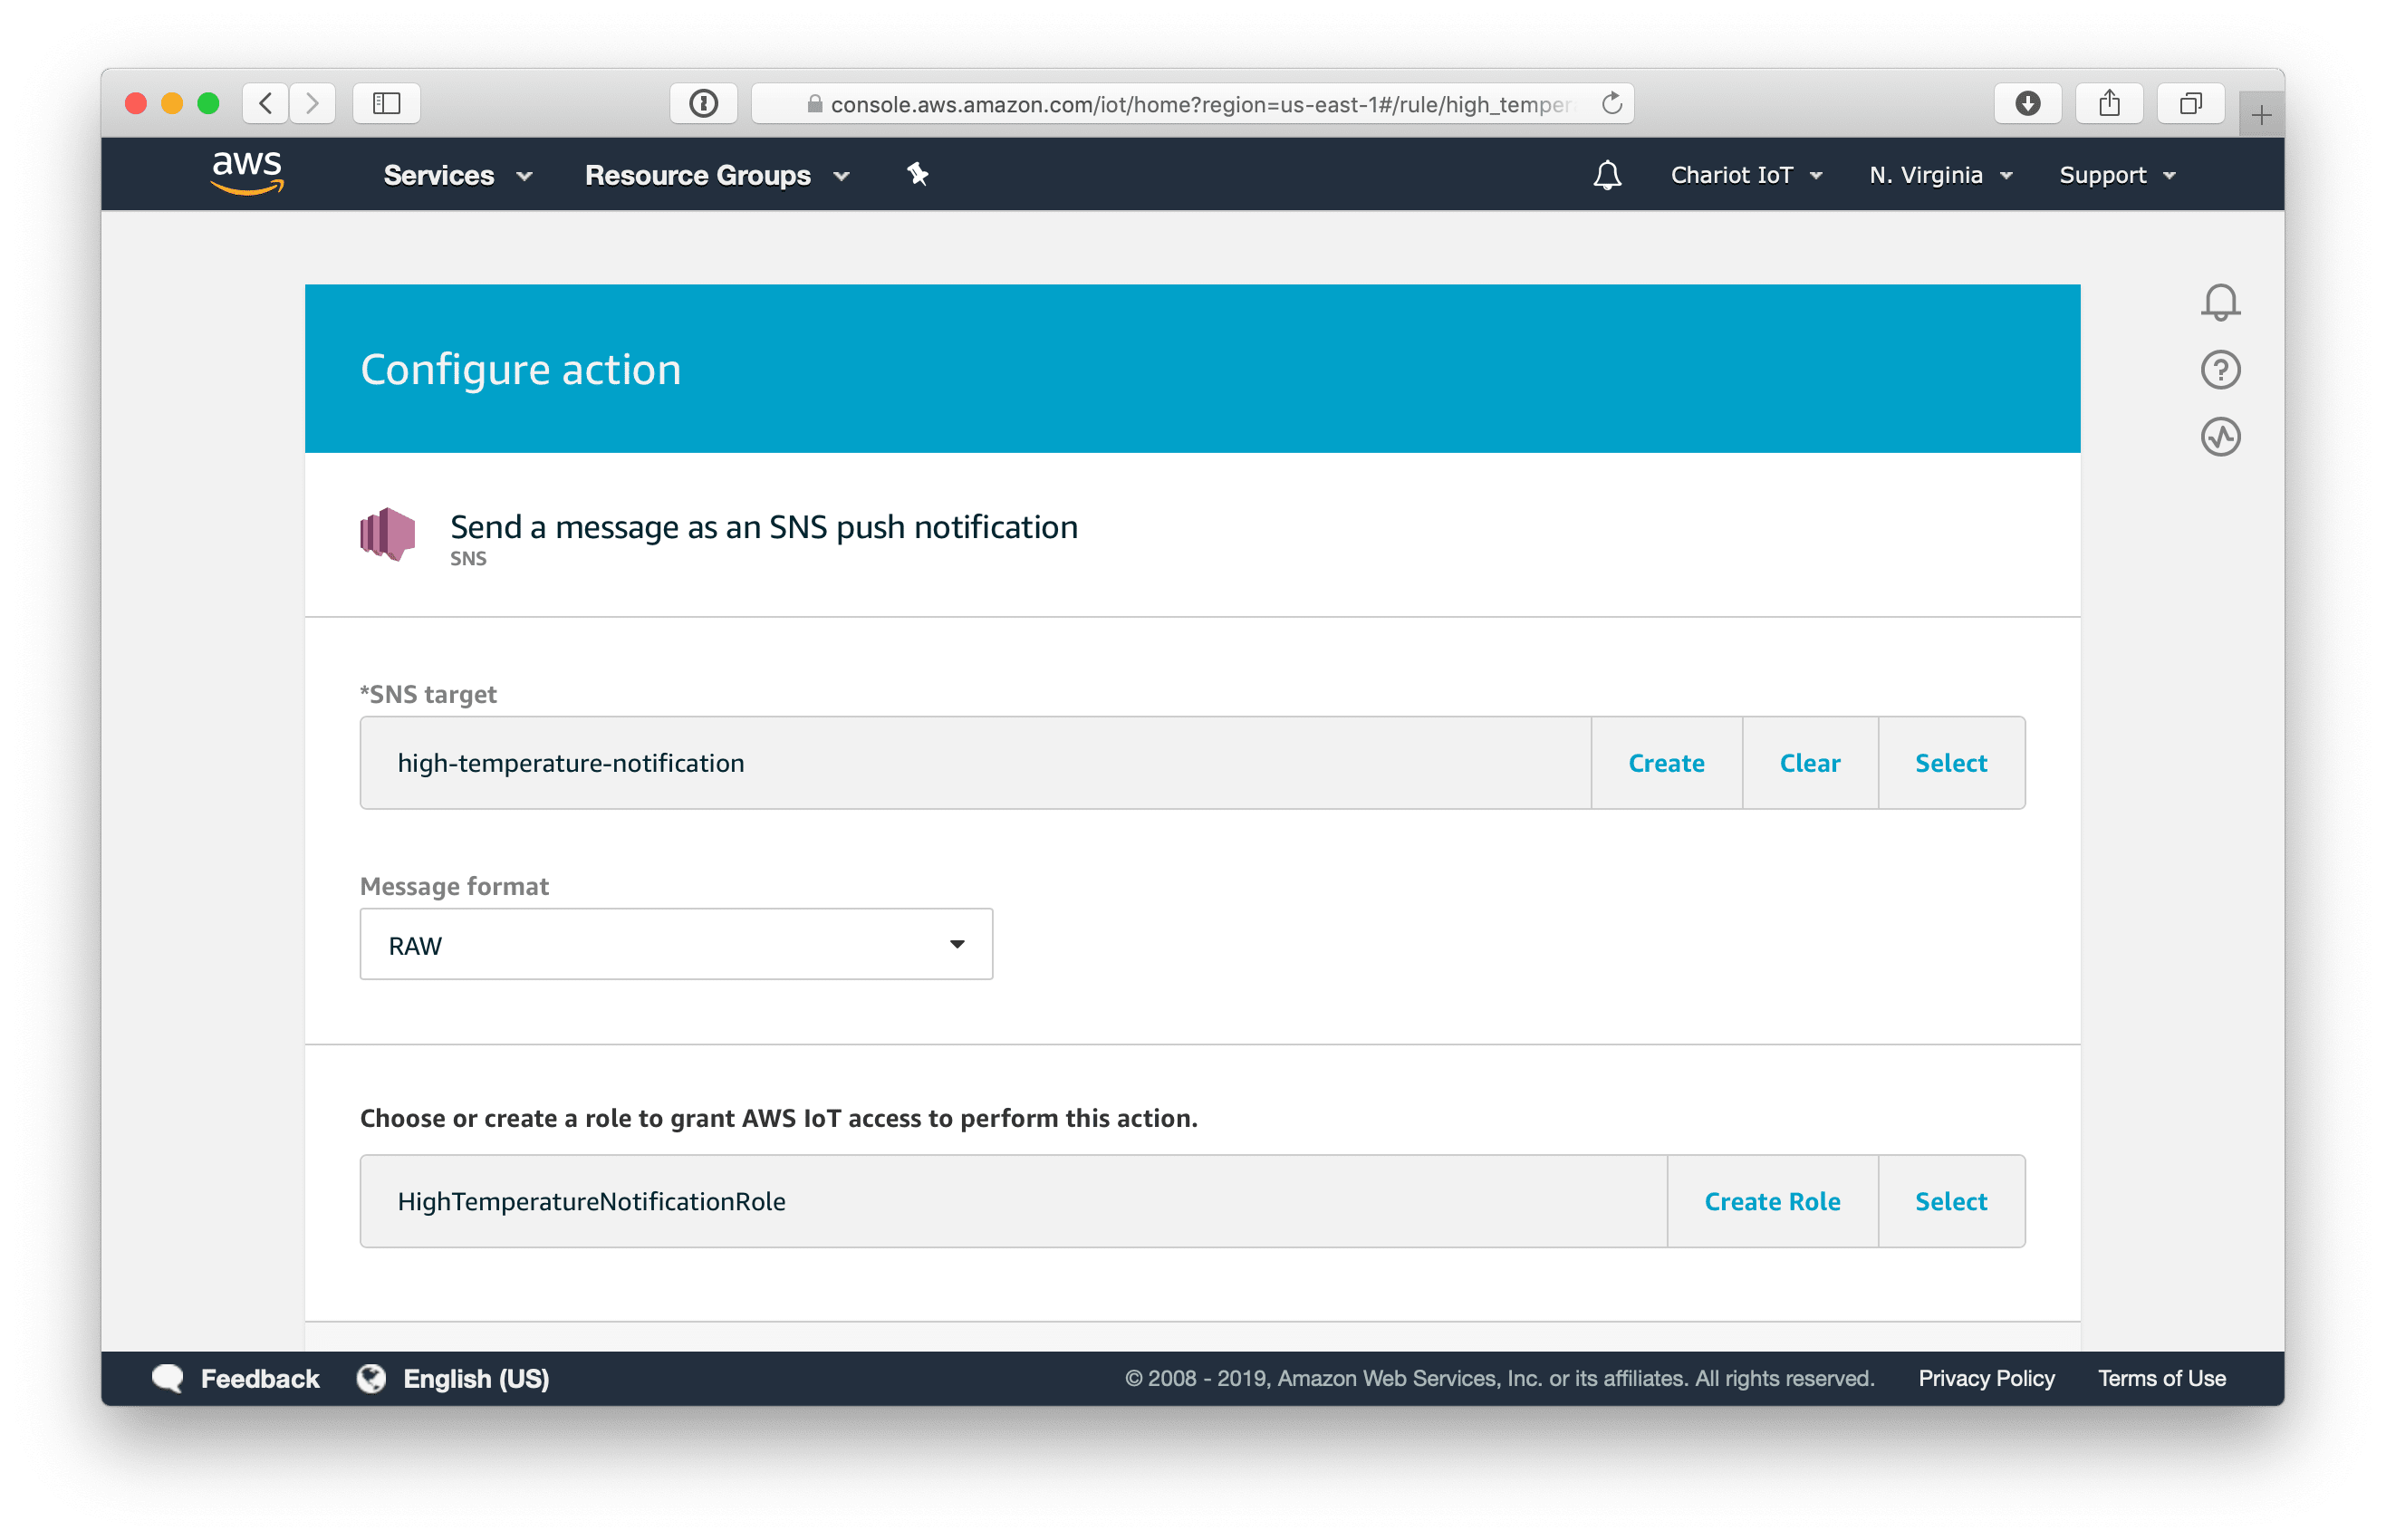 console.aws.amazon.com/iot/home?region=us-east-1#/rule/high_temper
aws Services Resource Groups Chariot IoT N. Virginia Support
Configure action
Send a message as an SNS push notification
SNS
*SNS target
high-temperature-notification Create Clear Select
Message format
RAW
Choose or create a role to grant AWS IoT access to perform this action.
HighTemperatureNotificationRole Create Role Select
Feedback English (US) © 2008 - 2019, Amazon Web Services, Inc. or its affiliates. All rights reserved. Privacy Policy Terms of Use